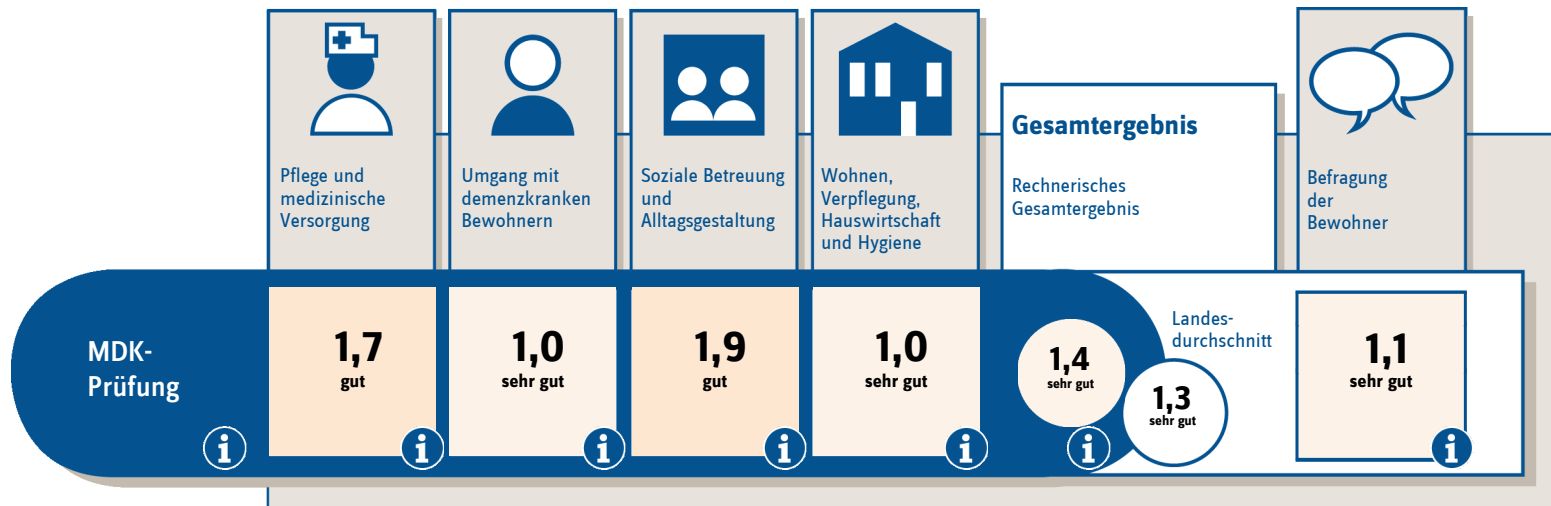 Pflege und
medizinische
Versorgung
Umgang mit
demenzkranken
Bewohnern
Soziale Betreuung
und
Alltagsgestaltung
Wohnen,
Verpflegung,
Hauswirtschaft
und Hygiene
Gesamtergebnis
Rechnerisches
Gesamtergebnis
Befragung
der
Bewohner
MDK-
Prüfung
i
1,7
gut
i
1,0
sehr gut
i
1,9
gut
i
1,0
sehr gut
i
1,4
sehr gut
i
Landes-
durchschnitt
1,3
sehr gut
1,1
sehr gut
i